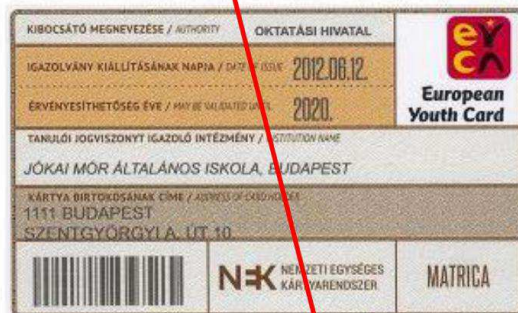 KIBOCSÁTÓ MEGNEVEZÉSE / AUTHORITY OKTATÁSI HIVATAL
IGAZOLVÁNY KIÁLLÍTÁSÁNAK NAPJA / DATE OF ISSUE 2012.06.12.
ÉRVÉNYESÍTHETŐSÉG ÉVE / MAY BE VALIDATED UNTIL 2020.
eyca
European
Youth Card
TANULÓI JOGVISZONYT IGAZOLÓ INTÉZMÉNY / INSTITUTION NAME
JÓKAI MÓR ÁLTALÁNOS ISKOLA, BUDAPEST
KÁRTYA BIRTOKOSÁNAK CÍME / ADDRESS OF CARD HOLDER
1111 BUDAPEST
SZENTGYÖRGYI A. ÚT 10.
NEK NEMZETI EGYSÉGES
KÁRTYARENDSZER
MATRICA